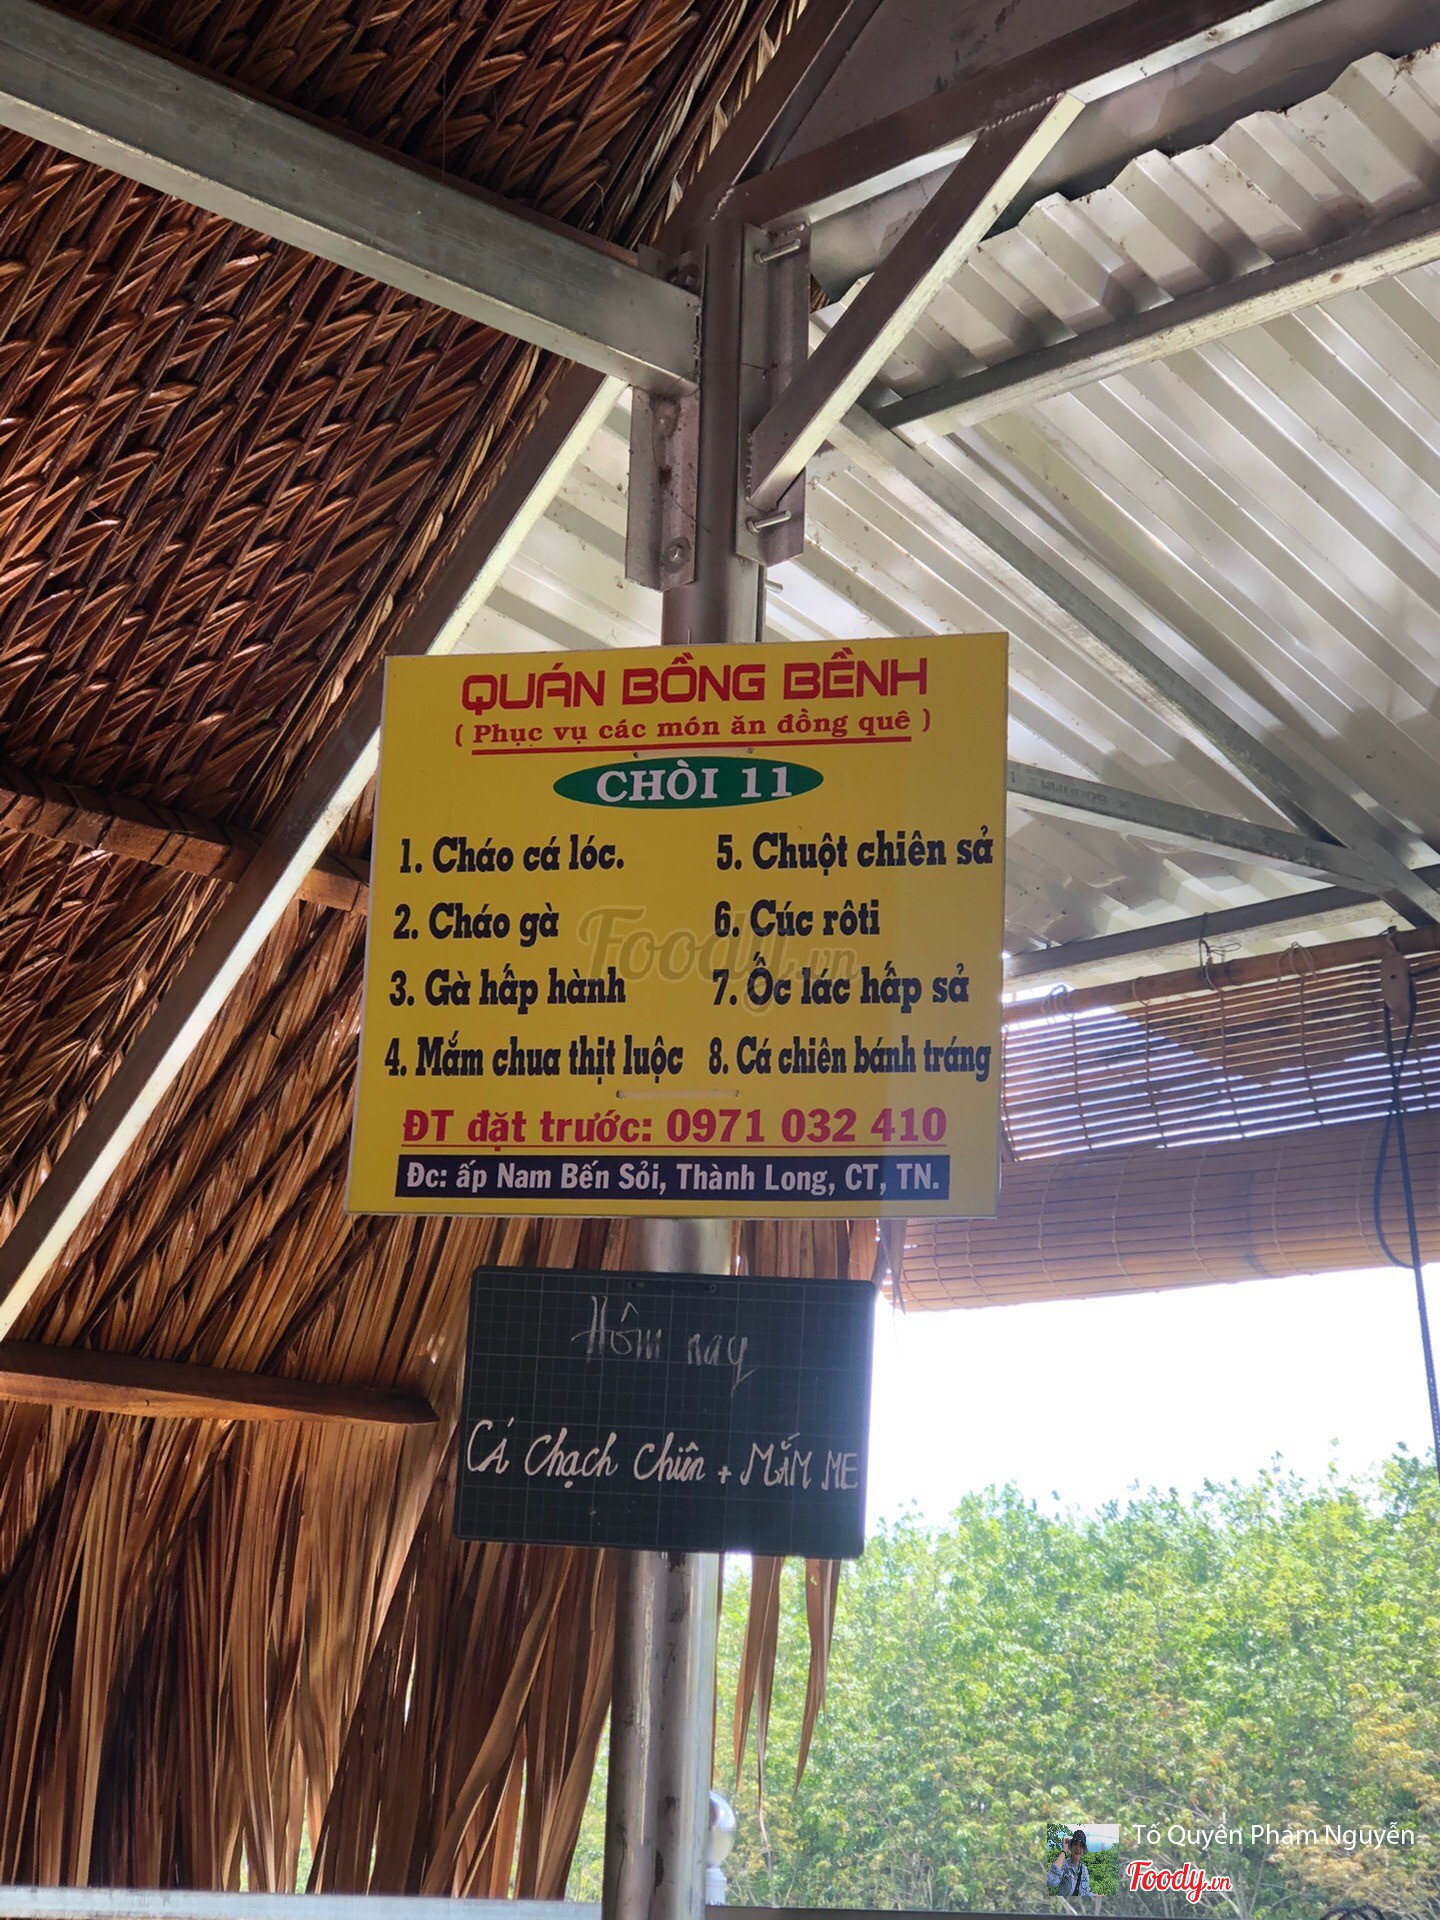 QUÁN BỒNG BỀNH
( Phục vụ các món ăn đồng quê )
CHÒI 11
1. Cháo cá lóc.
2. Cháo gà
3. Gà hấp hành
4. Mắm chua thịt luộc
5. Chuột chiên sả
6. Cúc rôti
7. Ốc lác hấp sả
8. Cá chiên bánh tráng
ĐT đặt trước: 0971 032 410
Đc: ấp Nam Bến Sỏi, Thành Long, CT, TN.
Hôm nay
CÁ Chạch Chiên + MẮM ME
Foody.vn
Tố Quyên Phạm Nguyễn
Foody.vn